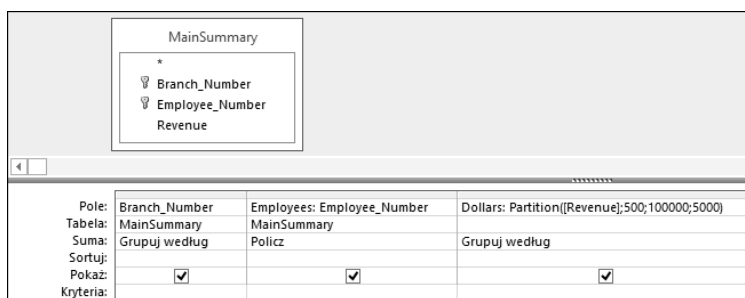 MainSummary
*
Branch_Number
Employee_Number
Revenue
Pole: Branch_Number Employees: Employee_Number Dollars: Partition([Revenue];500;100000;5000)
Tabela: MainSummary MainSummary
Suma: Grupuj według Policz Grupuj według
Sortuj:
Pokaż:
Kryteria: